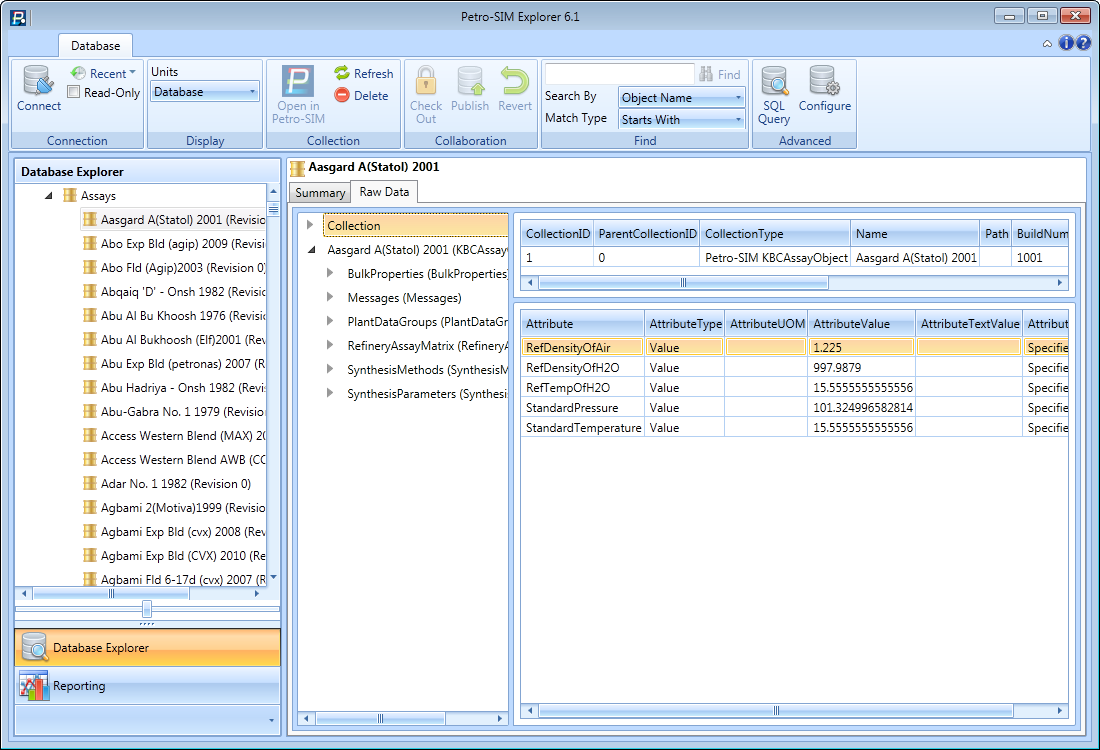 Petro-SIM Explorer 6.1
Database
Connect
Recent
Read-Only
Connection
Units
Database
Display
Open in
Petro-SIM
Refresh
Delete
Collection
Check
Out
Publish
Revert
Collaboration
Find
Search By
Object Name
Match Type
Starts With
Find
SQL
Query
Configure
Advanced
Database Explorer
Assays
Aasgard A(Statol) 2001 (Revisio
Abo Exp Bld (agip) 2009 (Revisi
Abo Fld (Agip)2003 (Revision 0)
Abqaiq 'D' - Onsh 1982 (Revisi
Abu Al Bu Khoosh 1976 (Revisi
Abu Al Bukhoosh (Elf)2001 (Rev
Abu Exp Bld (petronas) 2007 (R
Abu Hadriya - Onsh 1982 (Revi
Abu-Gabra No. 1 1979 (Revision
Access Western Blend (MAX) 20
Access Western Blend AWB (CC
Adar No. 1 1982 (Revision 0)
Agbami 2(Motiva)1999 (Revisio
Agbami Exp Bld (cvx) 2008 (Rev
Agbami Exp Bld (CVX) 2010 (Re
Agbami Fld 6-17d (cvx) 2007 (R
Database Explorer
Reporting
Aasgard A(Statol) 2001
Summary
Raw Data
Collection
Aasgard A(Statol) 2001 (KBCAssay
BulkProperties (BulkProperties
Messages (Messages)
PlantDataGroups (PlantDataGr
RefineryAssayMatrix (RefineryA
SynthesisMethods (SynthesisM
SynthesisParameters (Synthesi
CollectionID ParentCollectionID CollectionType Name Path BuildNum
1 0 Petro-SIM KBCAssayObject Aasgard A(Statol) 2001 1001
Attribute AttributeType AttributeUOM AttributeValue AttributeTextValue Attribut
RefDensityOfAir Value 1.225 Specifie
RefDensityOfH2O Value 997.9879 Specifie
RefTempOfH2O Value 15.5555555555556 Specifie
StandardPressure Value 101.324996582814 Specifie
StandardTemperature Value 15.5555555555556 Specifie